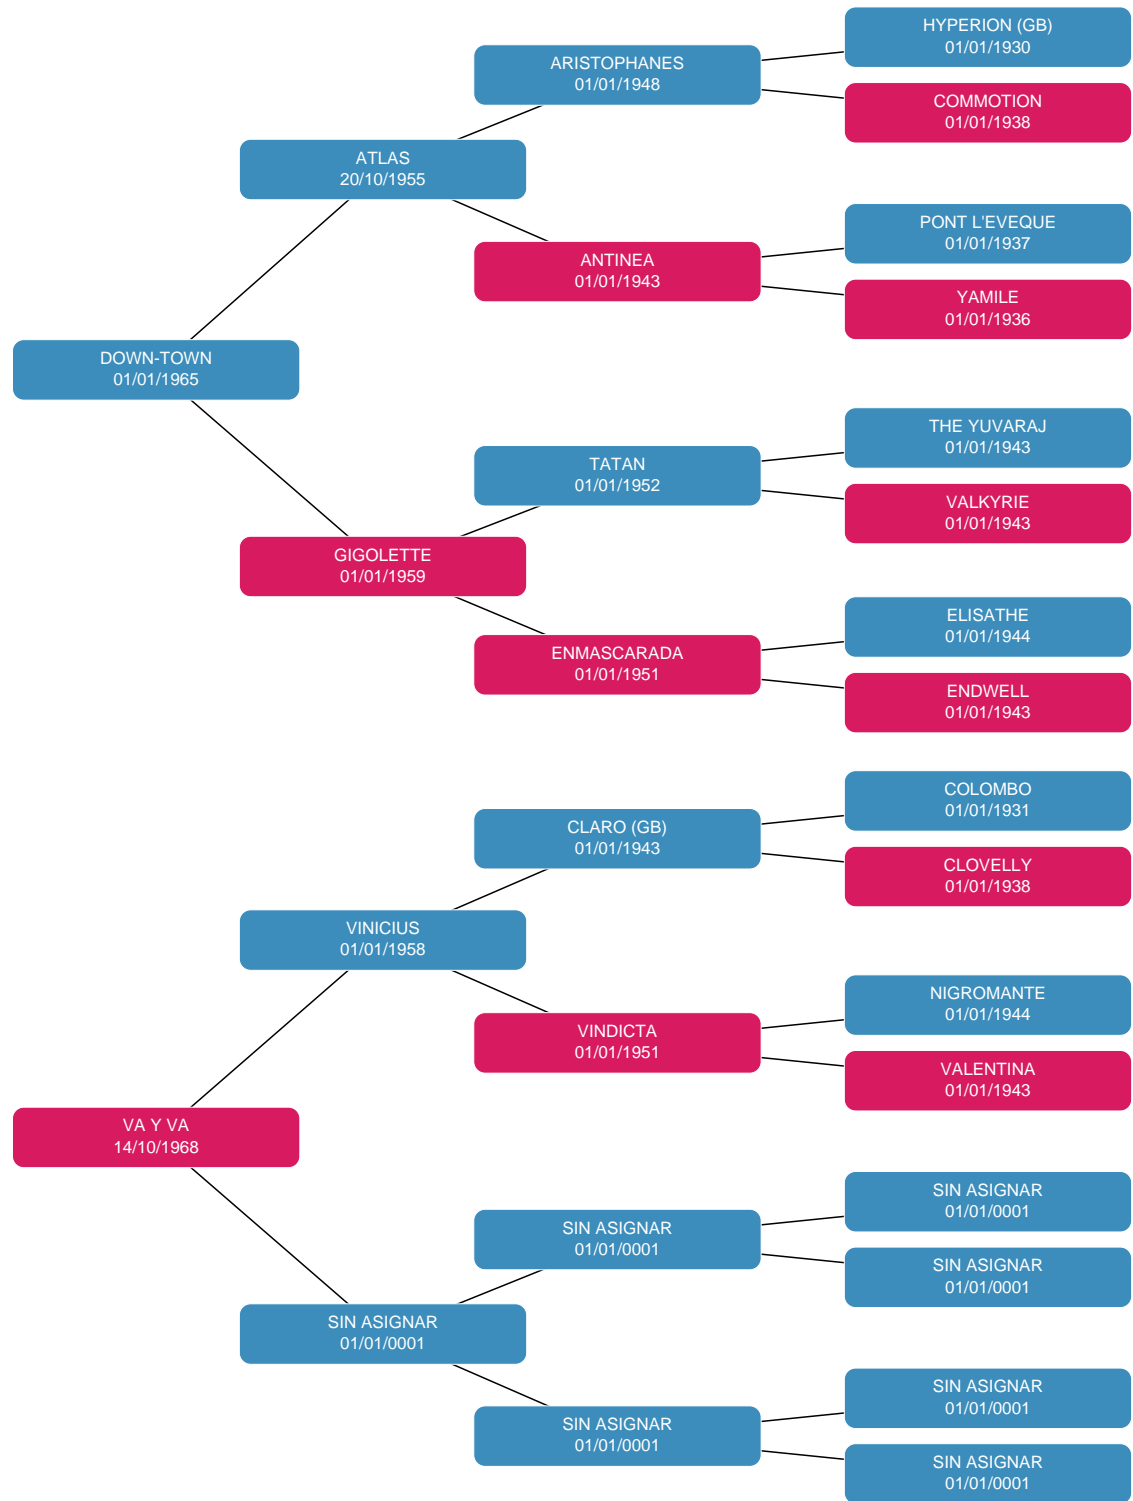 HYPERION (GB)
01/01/1930
ARISTOPHANES
01/01/1948
COMMOTION
01/01/1938
ATLAS
20/10/1955
PONT L'EVEQUE
01/01/1937
ANTINEA
01/01/1943
YAMILE
01/01/1936
DOWN-TOWN
01/01/1965
THE YUVARAJ
01/01/1943
TATAN
01/01/1952
VALKYRIE
01/01/1943
GIGOLETTE
01/01/1959
ELISATHE
01/01/1944
ENMASCARADA
01/01/1951
ENDWELL
01/01/1943
COLOMBO
01/01/1931
CLARO (GB)
01/01/1943
CLOVELLY
01/01/1938
VINICIUS
01/01/1958
NIGROMANTE
01/01/1944
VINDICTA
01/01/1951
VALENTINA
01/01/1943
VA Y VA
14/10/1968
SIN ASIGNAR
01/01/0001
SIN ASIGNAR
01/01/0001
SIN ASIGNAR
01/01/0001
SIN ASIGNAR
01/01/0001
SIN ASIGNAR
01/01/0001
SIN ASIGNAR
01/01/0001
SIN ASIGNAR
01/01/0001